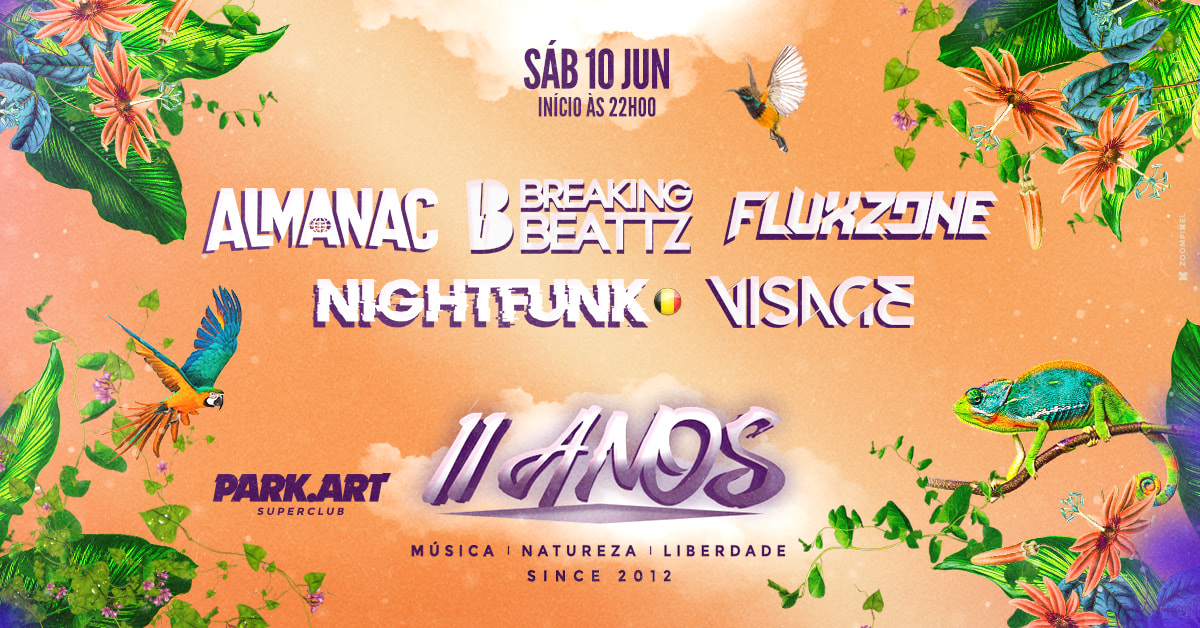 SÁB 10 JUN
INÍCIO ÀS 22H00
ALMANAC
B BREAKING
BEATTZ
FLUXZONE
NIGHTFUNK
VISAGE
11 ANOS
PARK.ART
SUPERCLUB
MÚSICA | NATUREZA | LIBERDADE
SINCE 2012
ZOOMPIXEL